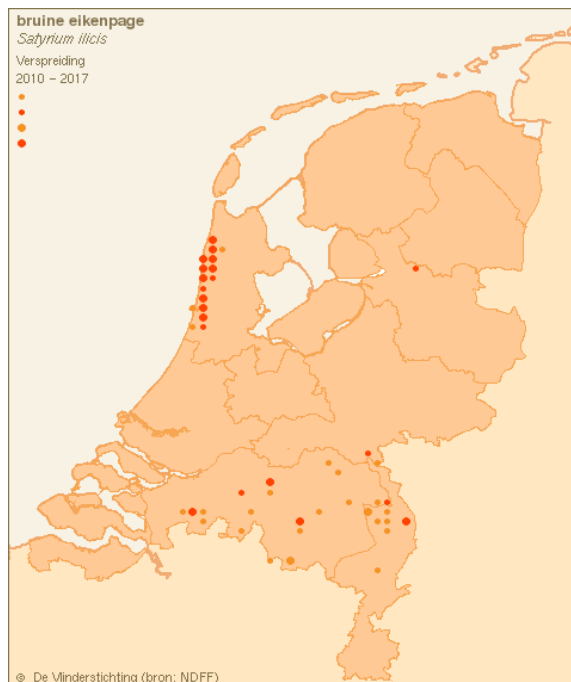 bruine eikenpage
Satyrium ilicis
Verspreiding
2010 – 2017
© De Vlinderstichting (bron: NDFF)